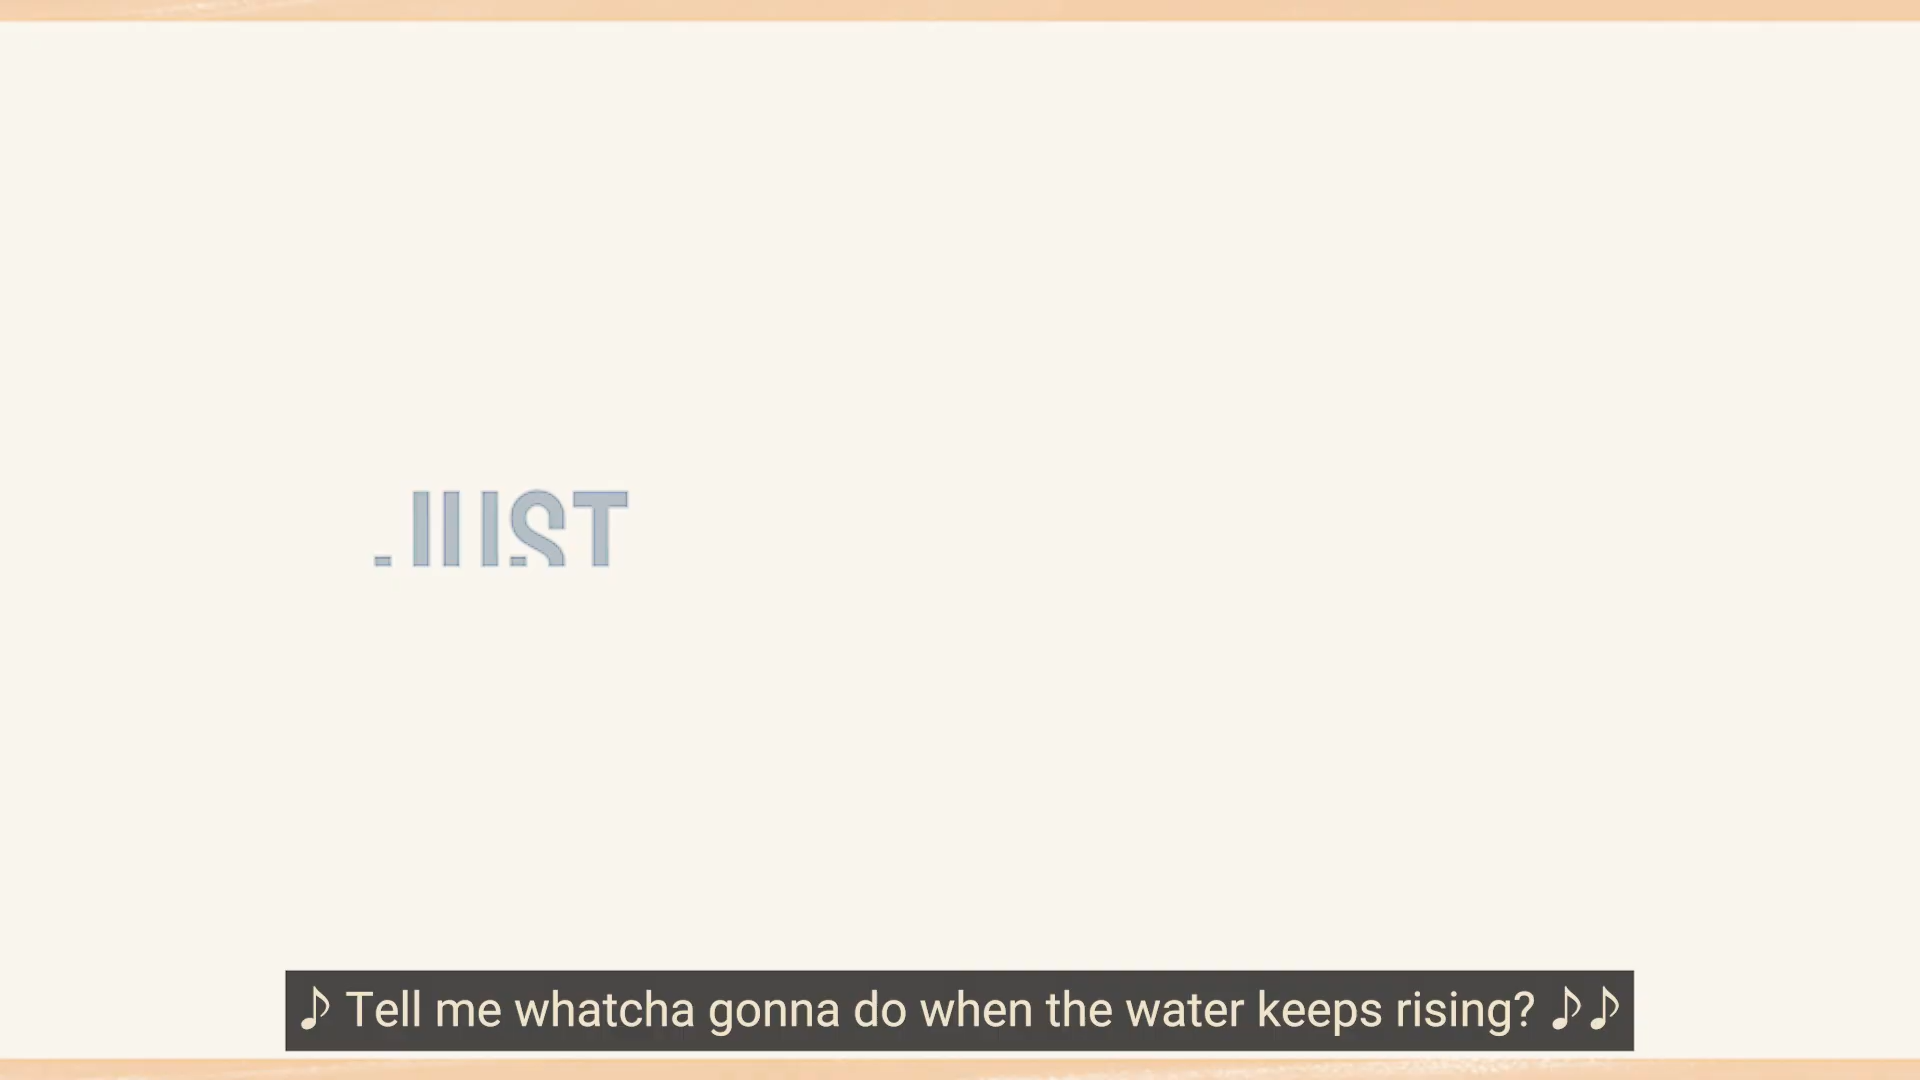 JUST
♪ Tell me whatcha gonna do when the water keeps rising? ♪♪